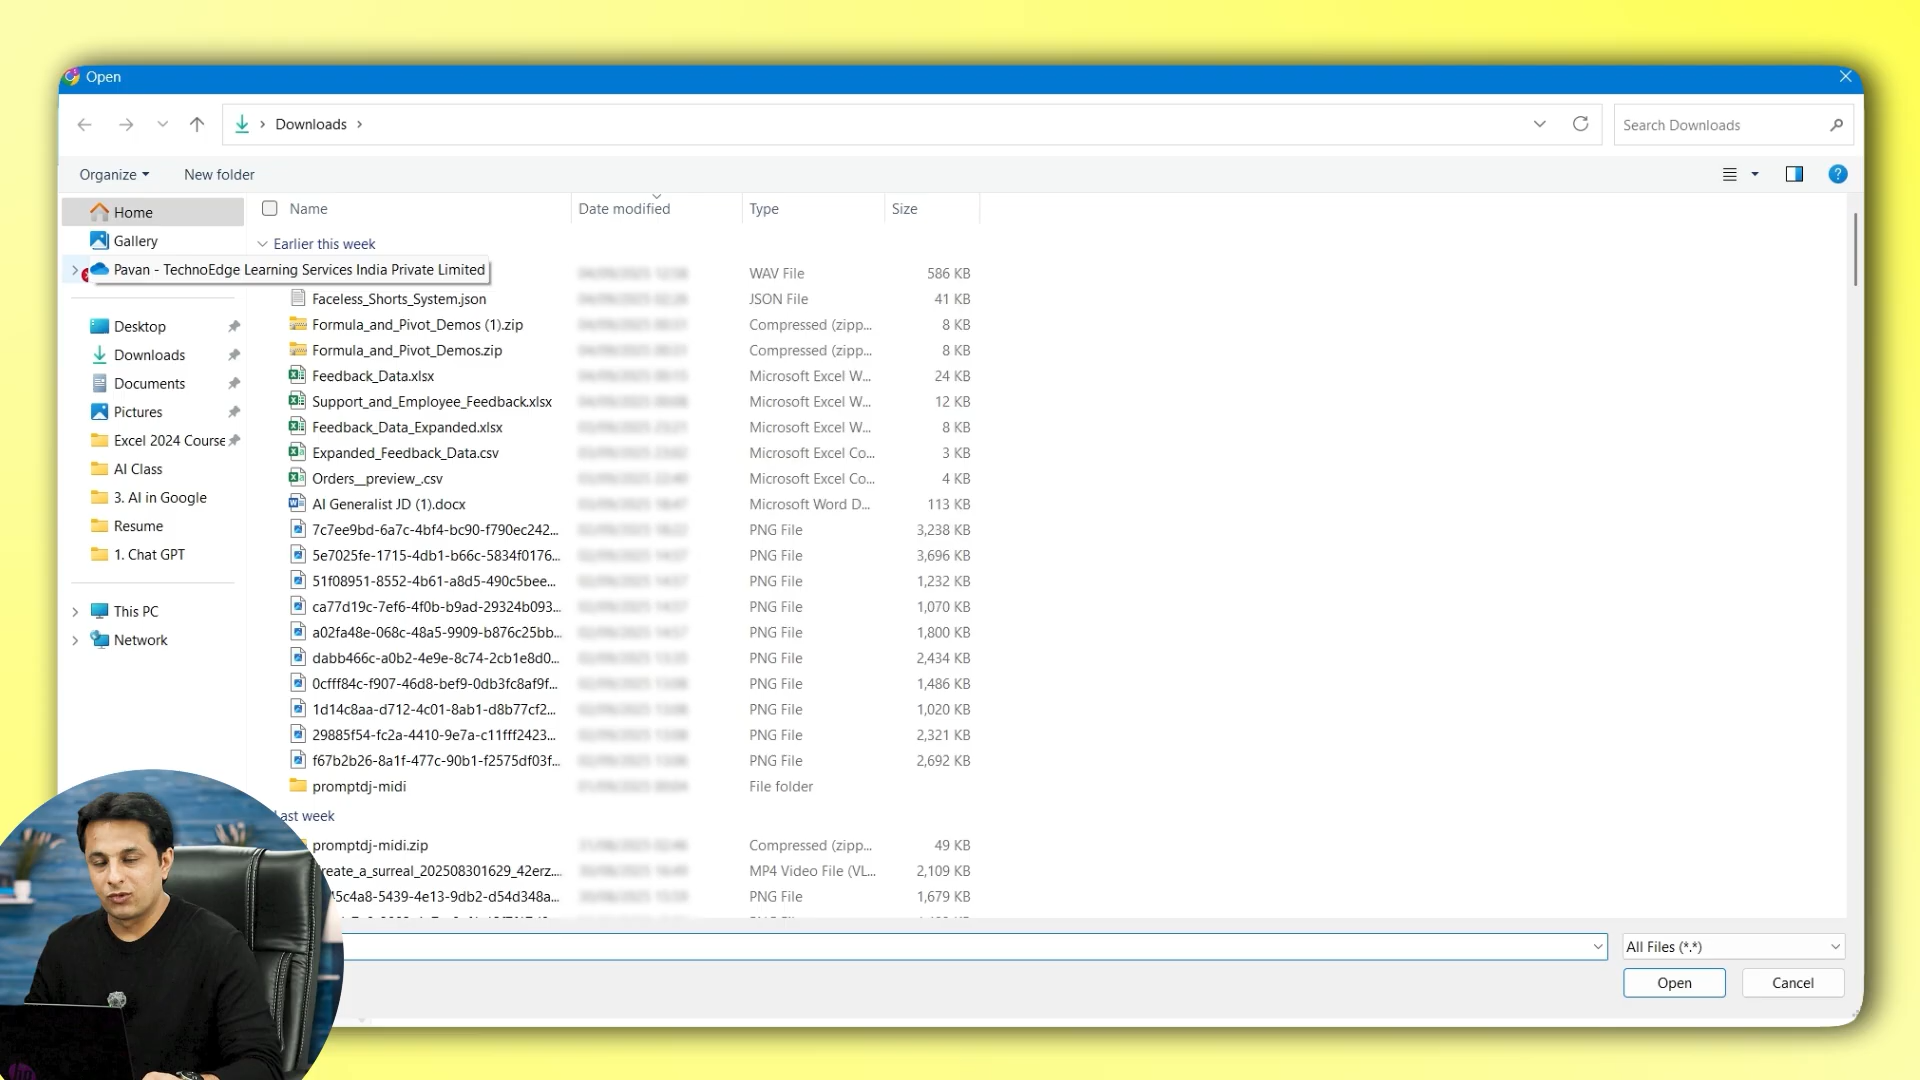 Open
Downloads
Search Downloads
Organize
New folder
Home
Gallery
Pavan - TechnoEdge Learning Services India Private Limited
Desktop
Downloads
Documents
Pictures
Excel 2024 Course
AI Class
3. AI in Google
Resume
1. Chat GPT
This PC
Network
Name Date modified Type Size
Earlier this week
WAV File 586 KB
Faceless_Shorts_System.json JSON File 41 KB
Formula_and_Pivot_Demos (1).zip Compressed (zipp... 8 KB
Formula_and_Pivot_Demos.zip Compressed (zipp... 8 KB
Feedback_Data.xlsx Microsoft Excel W... 24 KB
Support_and_Employee_Feedback.xlsx Microsoft Excel W... 12 KB
Feedback_Data_Expanded.xlsx Microsoft Excel W... 8 KB
Expanded_Feedback_Data.csv Microsoft Excel Co... 3 KB
Orders__preview_.csv Microsoft Excel Co... 4 KB
AI Generalist JD (1).docx Microsoft Word D... 113 KB
7c7ee9bd-6a7c-4bf4-bc90-f790ec242... PNG File 3,238 KB
5e7025fe-1715-4db1-b66c-5834f0176... PNG File 3,696 KB
51f08951-8552-4b61-a8d5-490c5bee... PNG File 1,232 KB
ca77d19c-7ef6-4f0b-b9ad-29324b093... PNG File 1,070 KB
a02fa48e-068c-48a5-9909-b876c25bb... PNG File 1,800 KB
dabb466c-a0b2-4e9e-8c74-2cb1e8d0... PNG File 2,434 KB
0cfff84c-f907-46d8-bef9-0db3fc8af9f... PNG File 1,486 KB
1d14c8aa-d712-4c01-8ab1-d8b77cf2... PNG File 1,020 KB
29885f54-fc2a-4410-9e7a-c11fff2423... PNG File 2,321 KB
f67b2b26-8a1f-477c-90b1-f2575df03f... PNG File 2,692 KB
promptdj-midi File folder
ast week
promptdj-midi.zip Compressed (zipp... 49 KB
reate_a_surreal_202508301629_42erz... MP4 Video File (VL... 2,109 KB
5c4a8-5439-4e13-9db2-d54d348a... PNG File 1,679 KB
All Files (*.*)
Open
Cancel